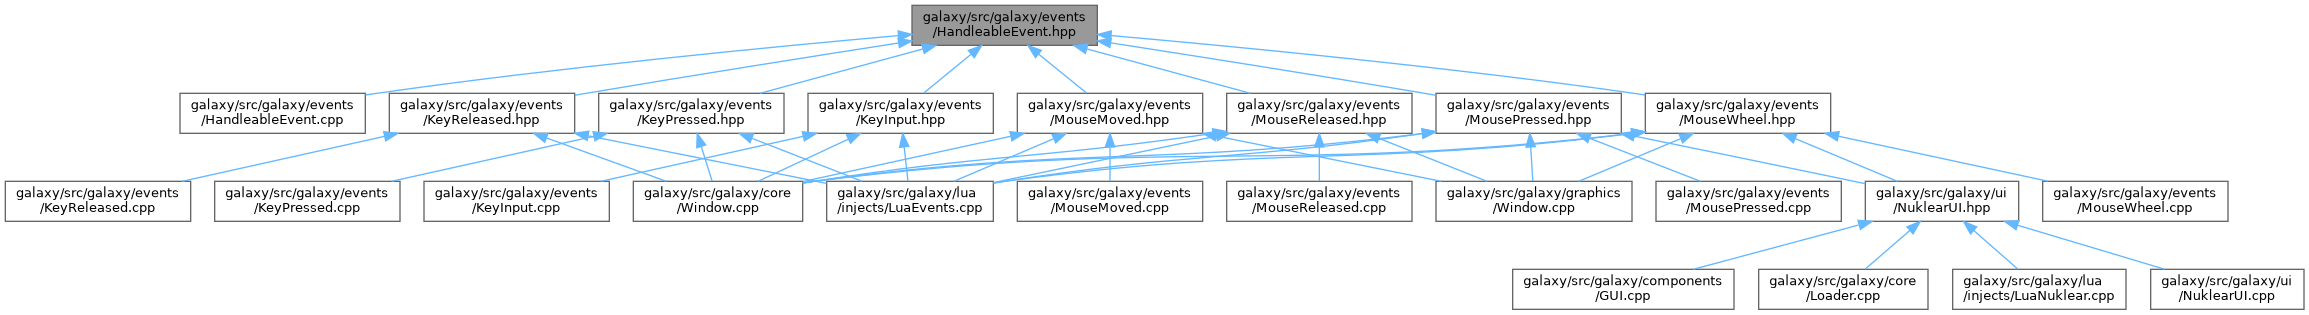 galaxy/src/galaxy/events
/HandleableEvent.hpp
galaxy/src/galaxy/events
/HandleableEvent.cpp
galaxy/src/galaxy/events
/KeyReleased.hpp
galaxy/src/galaxy/events
/KeyPressed.hpp
galaxy/src/galaxy/events
/KeyInput.hpp
galaxy/src/galaxy/events
/MouseMoved.hpp
galaxy/src/galaxy/events
/MouseReleased.hpp
galaxy/src/galaxy/events
/MousePressed.hpp
galaxy/src/galaxy/events
/MouseWheel.hpp
galaxy/src/galaxy/events
/KeyReleased.cpp
galaxy/src/galaxy/events
/KeyPressed.cpp
galaxy/src/galaxy/events
/KeyInput.cpp
galaxy/src/galaxy/core
/Window.cpp
galaxy/src/galaxy/lua
/injects/LuaEvents.cpp
galaxy/src/galaxy/events
/MouseMoved.cpp
galaxy/src/galaxy/events
/MouseReleased.cpp
galaxy/src/galaxy/graphics
/Window.cpp
galaxy/src/galaxy/events
/MousePressed.cpp
galaxy/src/galaxy/ui
/NuklearUI.hpp
galaxy/src/galaxy/events
/MouseWheel.cpp
galaxy/src/galaxy/components
/GUI.cpp
galaxy/src/galaxy/core
/Loader.cpp
galaxy/src/galaxy/lua
/injects/LuaNuklear.cpp
galaxy/src/galaxy/ui
/NuklearUI.cpp